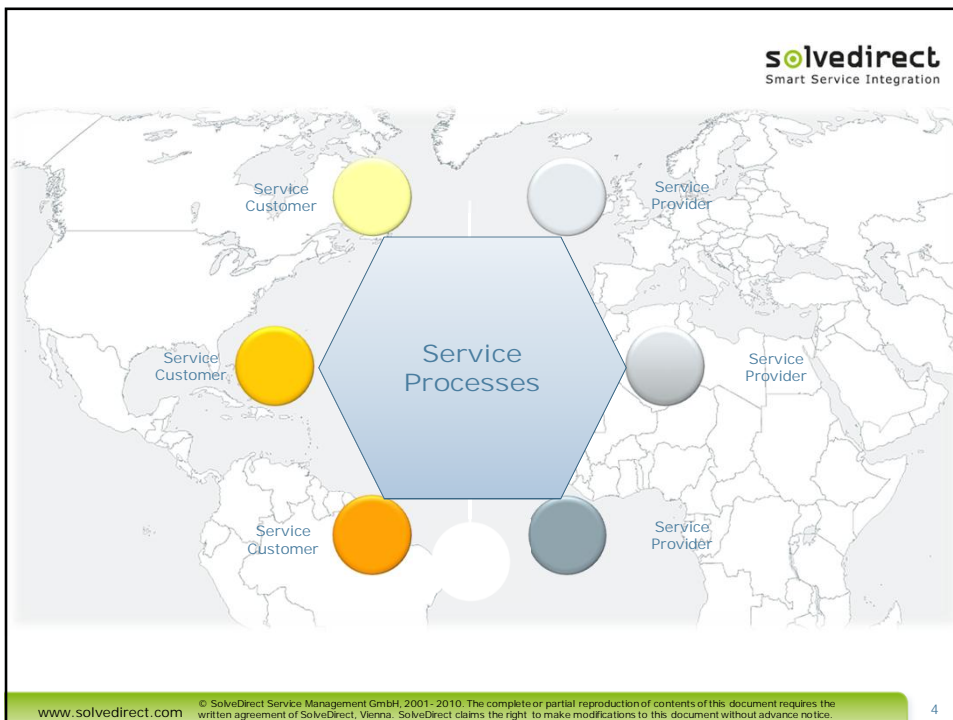 solvedirect
Smart Service Integration
Service
Customer
Service
Provider
Service
Customer
Service
Processes
Service
Provider
Service
Customer
Service
Provider
www.solvedirect.com
© SolveDirect Service Management GmbH, 2001- 2010. The complete or partial reproduction of contents of this document requires the
written agreement of SolveDirect, Vienna. SolveDirect claims the right to make modifications to this document without advance notice.
4